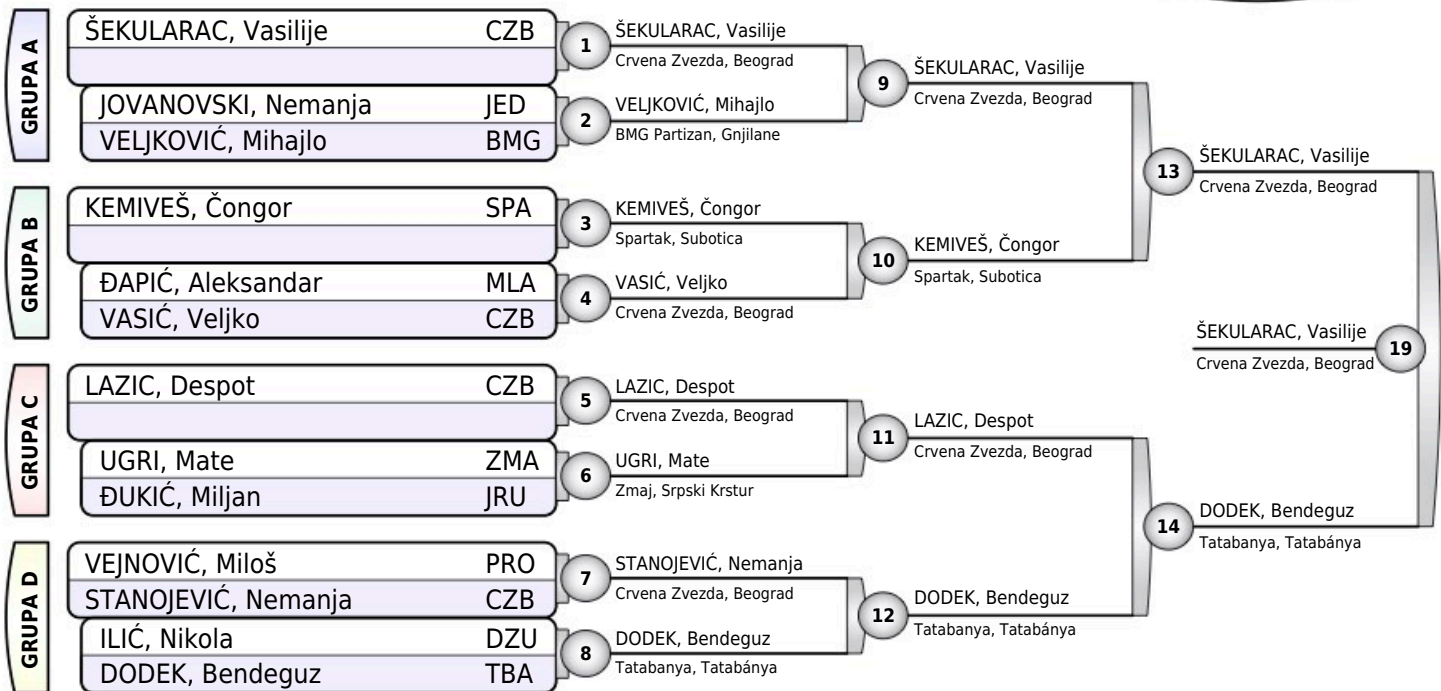 GRUPA A
ŠEKULARAC, Vasilije CZB
JOVANOVSKI, Nemanja JED
VELJKOVIĆ, Mihajlo BMG
GRUPA B
KEMIVEŠ, Čongor SPA
ĐAPIĆ, Aleksandar MLA
VASIĆ, Veljko CZB
GRUPA C
LAZIC, Despot CZB
UGRI, Mate ZMA
ĐUKIĆ, Miljan JRU
GRUPA D
VEJNOVIĆ, Miloš PRO
STANOJEVIĆ, Nemanja CZB
ILIĆ, Nikola DZU
DODEK, Bendeguz TBA
1 ŠEKULARAC, Vasilije
Crvena Zvezda, Beograd
2 VELJKOVIĆ, Mihajlo
BMG Partizan, Gnjilane
3 KEMIVEŠ, Čongor
Spartak, Subotica
4 VASIĆ, Veljko
Crvena Zvezda, Beograd
5 LAZIC, Despot
Crvena Zvezda, Beograd
6 UGRI, Mate
Zmaj, Srpski Krstur
7 STANOJEVIĆ, Nemanja
Crvena Zvezda, Beograd
8 DODEK, Bendeguz
Tatabanya, Tatabánya
9 ŠEKULARAC, Vasilije
Crvena Zvezda, Beograd
10 KEMIVEŠ, Čongor
Spartak, Subotica
11 LAZIC, Despot
Crvena Zvezda, Beograd
12 DODEK, Bendeguz
Tatabanya, Tatabánya
13 ŠEKULARAC, Vasilije
Crvena Zvezda, Beograd
14 DODEK, Bendeguz
Tatabanya, Tatabánya
ŠEKULARAC, Vasilije
Crvena Zvezda, Beograd 19